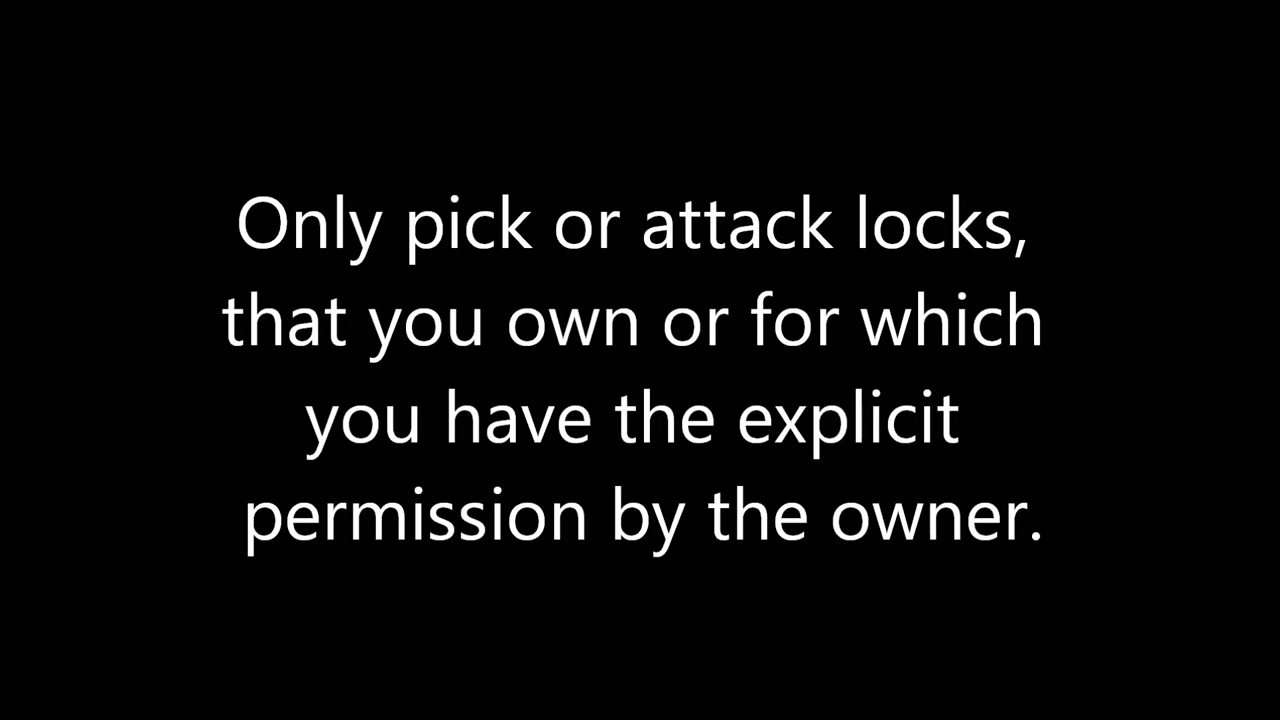 Only pick or attack locks,
that you own or for which
you have the explicit
permission by the owner.